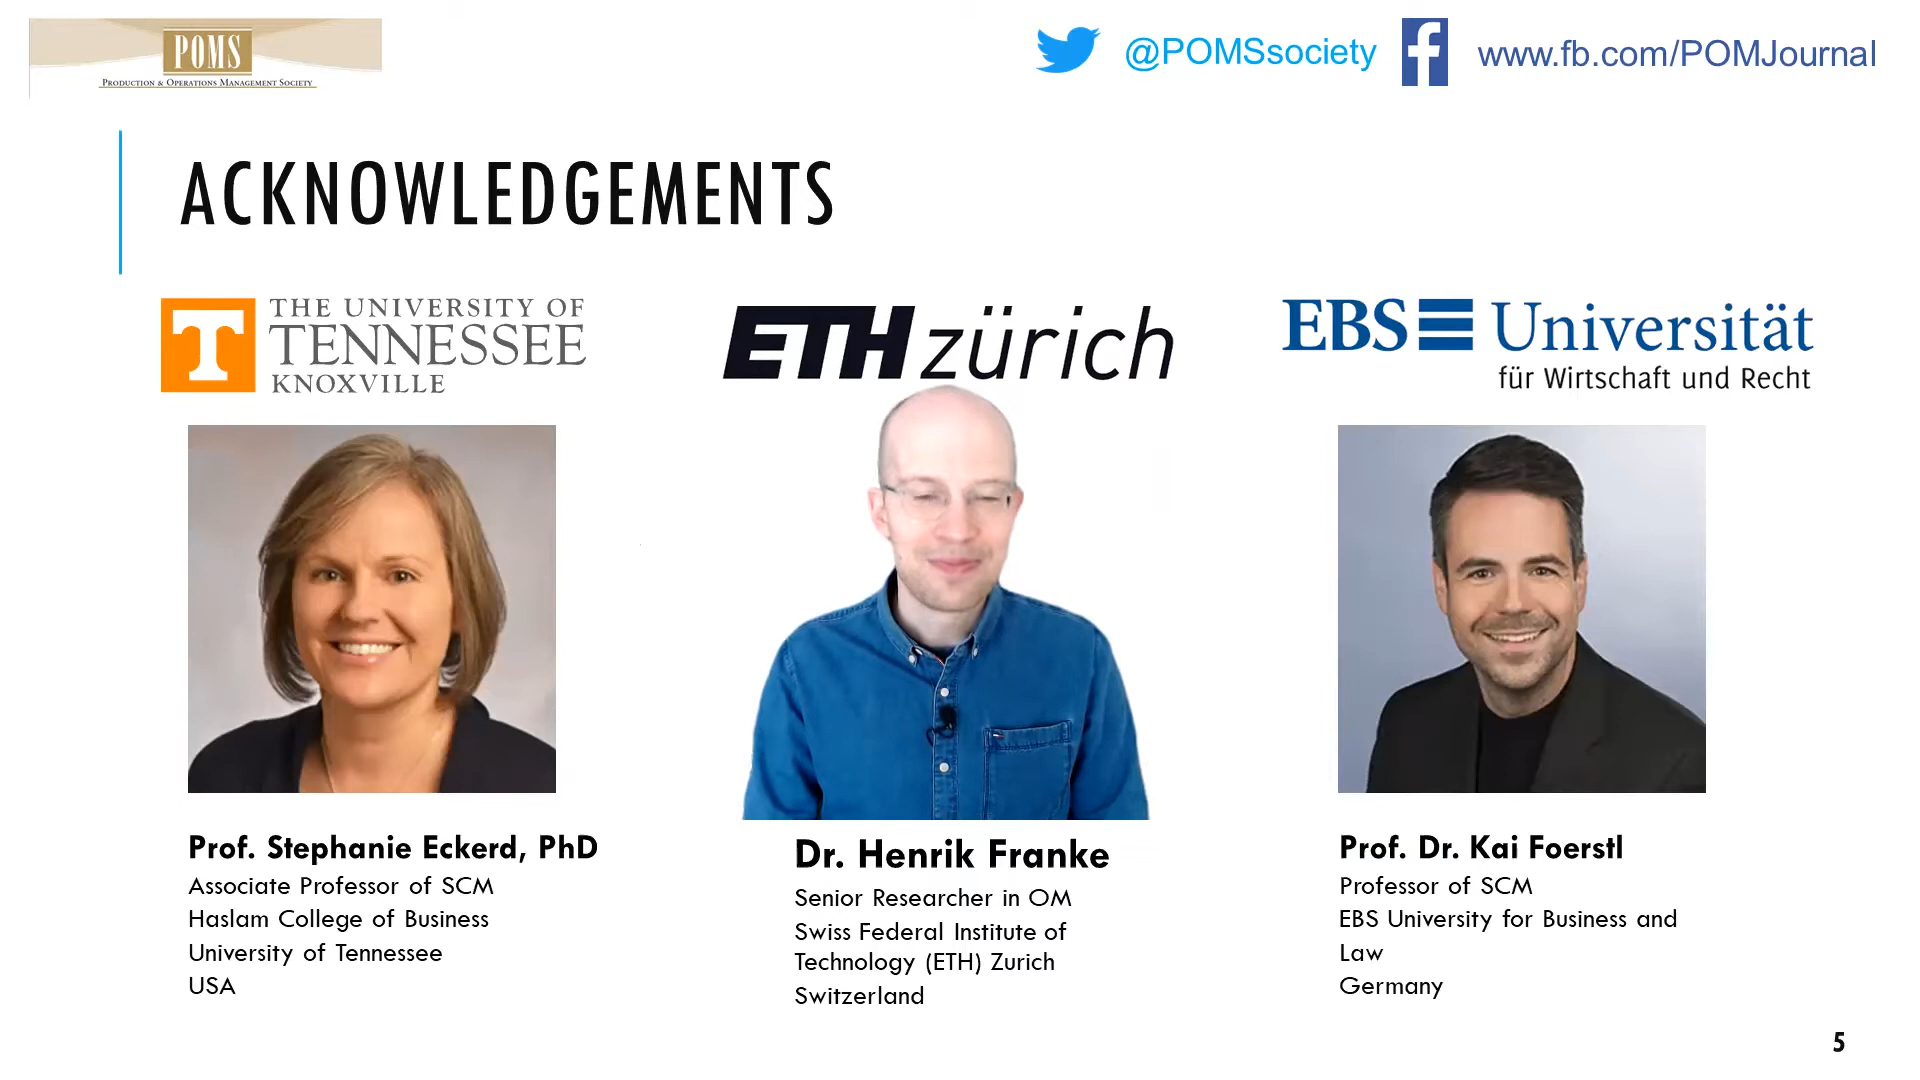 POMS
PRODUCTION & OPERATIONS MANAGEMENT SOCIETY
@POMSsociety
f
www.fb.com/POMJournal
ACKNOWLEDGEMENTS
T
THE UNIVERSITY OF
TENNESSEE
KNOXVILLE
ETH zürich
EBS Universität
für Wirtschaft und Recht
Prof. Stephanie Eckerd, PhD
Associate Professor of SCM
Haslam College of Business
University of Tennessee
USA
Dr. Henrik Franke
Senior Researcher in OM
Swiss Federal Institute of
Technology (ETH) Zurich
Switzerland
Prof. Dr. Kai Foerstl
Professor of SCM
EBS University for Business and
Law
Germany
5